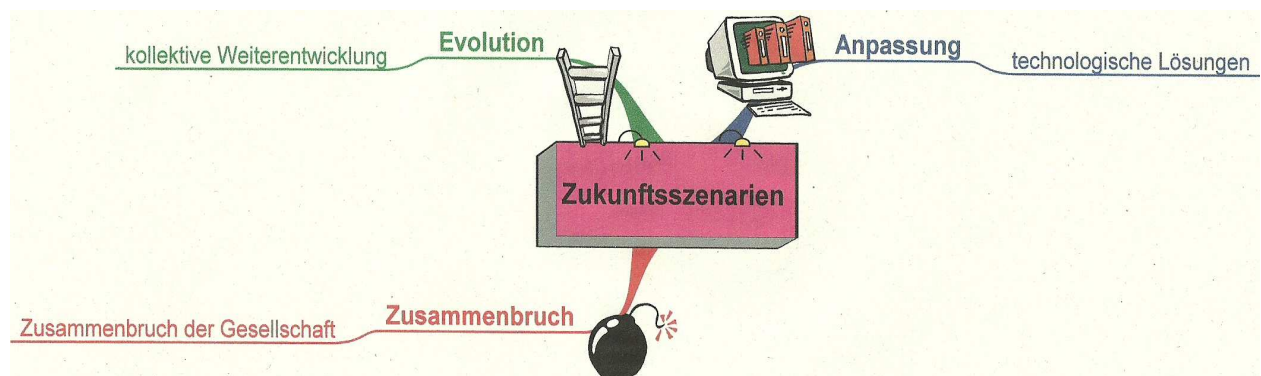 Evolution
kollektive Weiterentwicklung
Anpassung
technologische Lösungen
Zukunftsszenarien
Zusammenbruch
Zusammenbruch der Gesellschaft